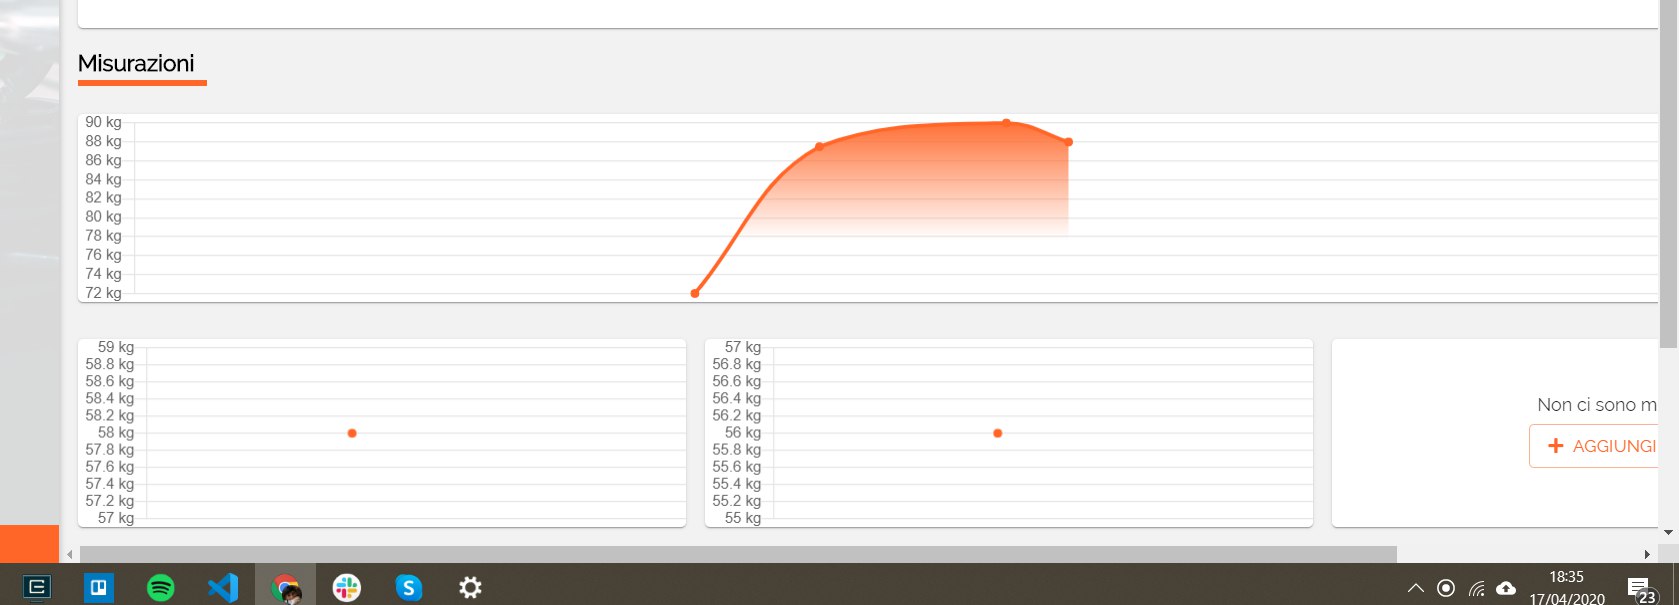 Misurazioni
90 kg
88 kg
86 kg
84 kg
82 kg
80 kg
78 kg
76 kg
74 kg
72 kg
59 kg
58.8 kg
58.6 kg
58.4 kg
58.2 kg
58 kg
57.8 kg
57.6 kg
57.4 kg
57.2 kg
57 kg
57 kg
56.8 kg
56.6 kg
56.4 kg
56.2 kg
56 kg
55.8 kg
55.6 kg
55.4 kg
55.2 kg
55 kg
Non ci sono m
+ AGGIUNGI
18:35
17/04/2020
23